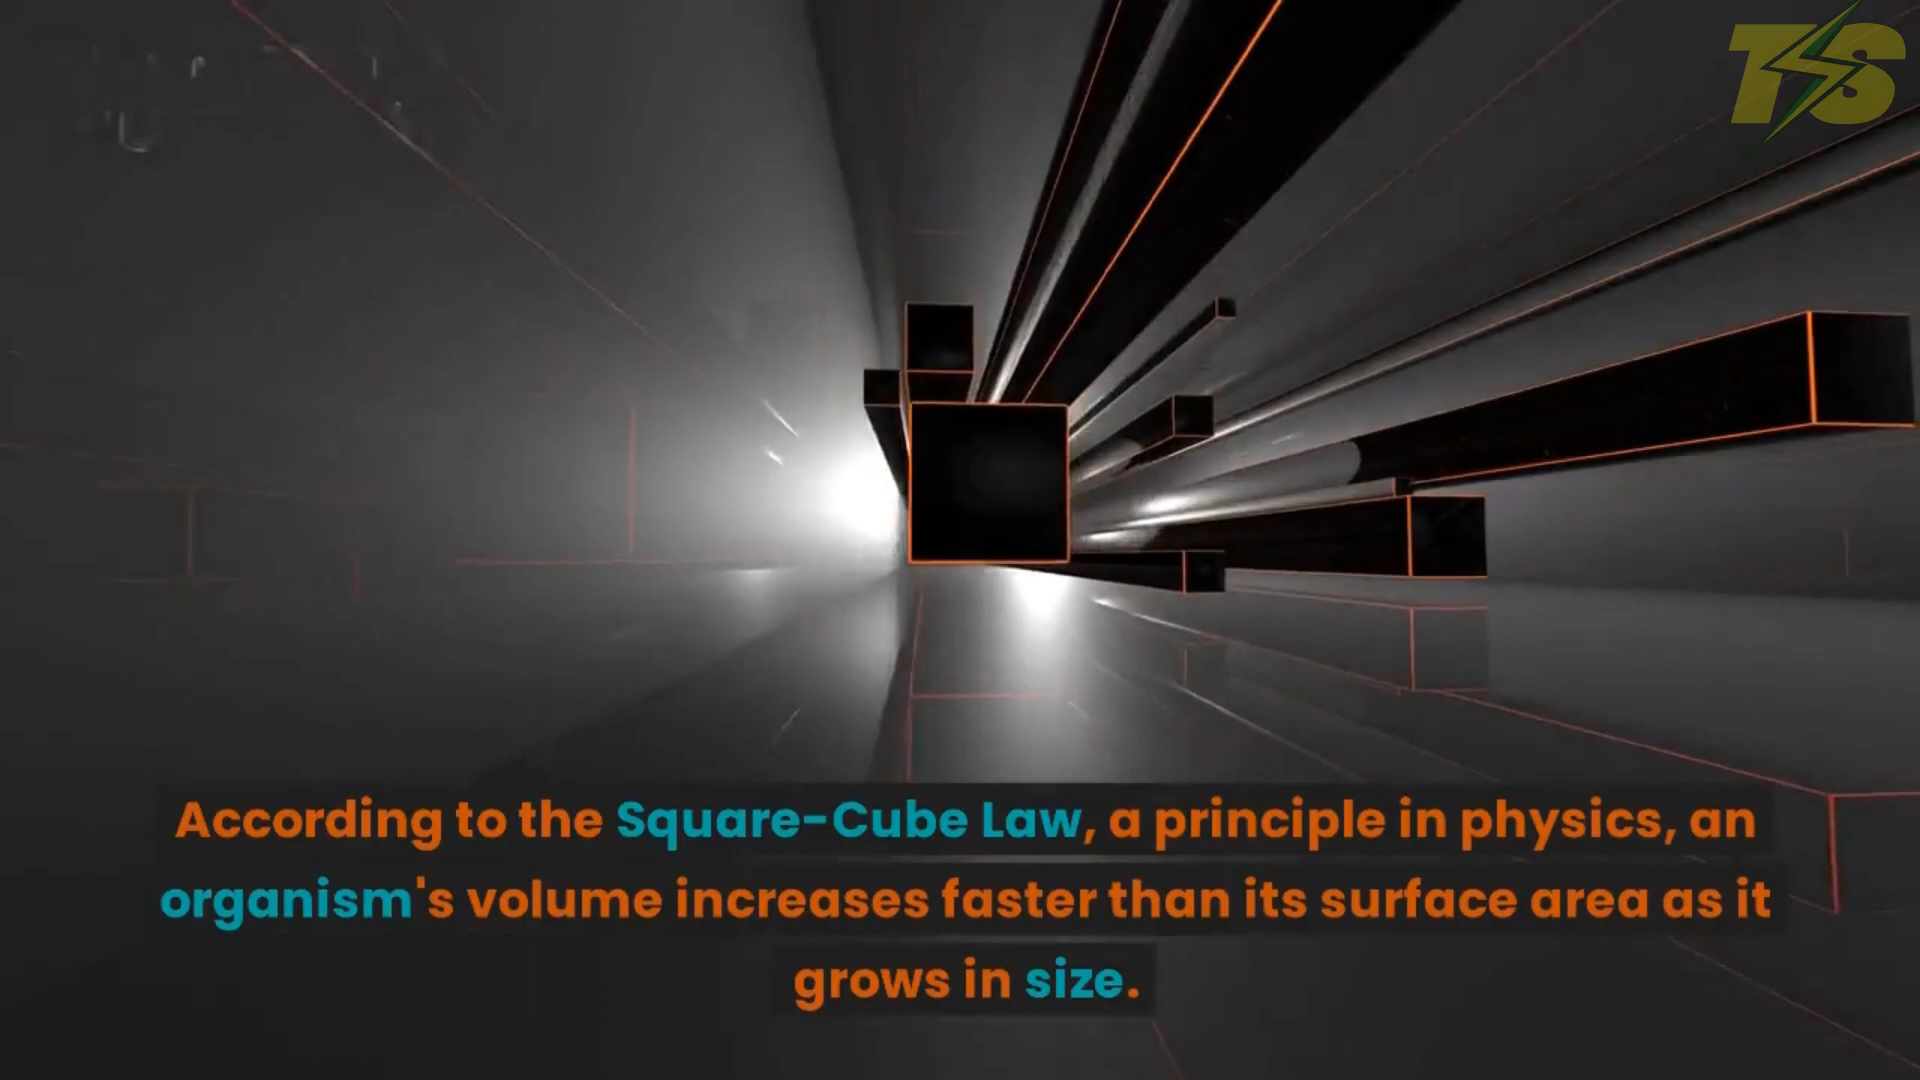 TS
According to the Square-Cube Law, a principle in physics, an
organism's volume increases faster than its surface area as it
grows in size.